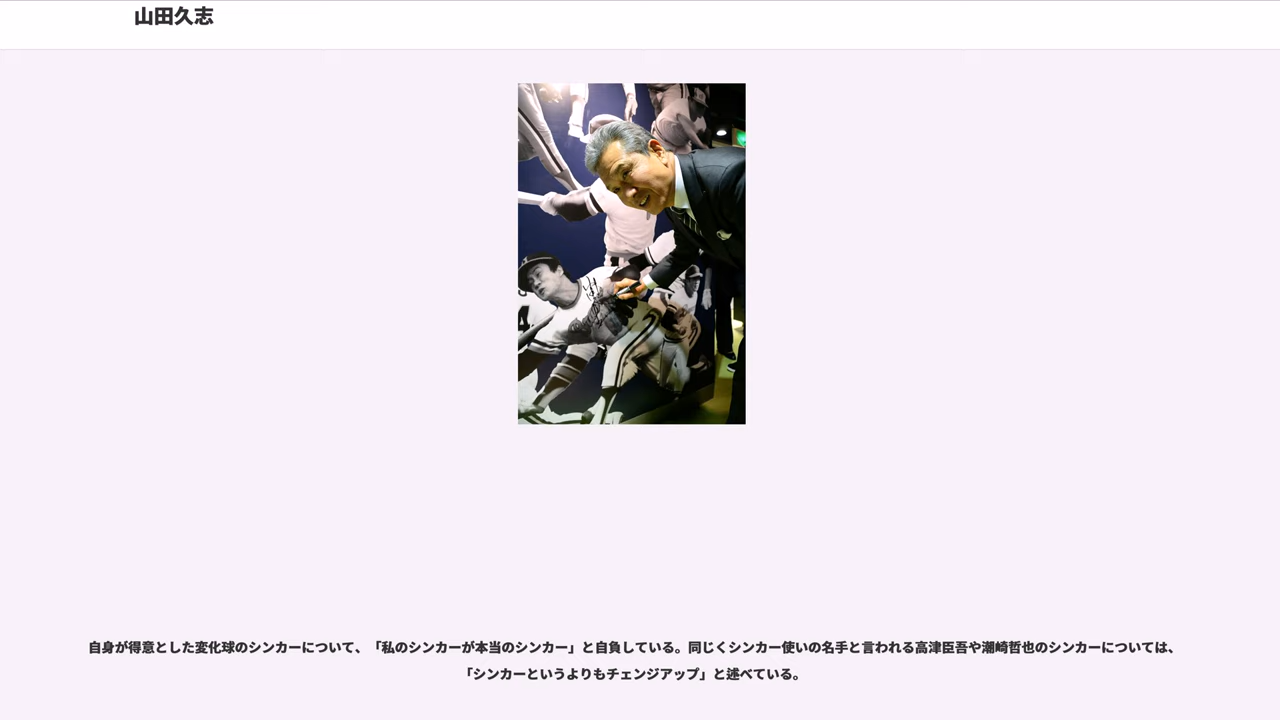 山田久志
自身が得意とした変化球のシンカーについて、「私のシンカーが本当のシンカー」と自負している。同じくシンカー使いの名手と言われる高津臣吾や潮崎哲也のシンカーについては、
「シンカーというよりもチェンジアップ」と述べている。